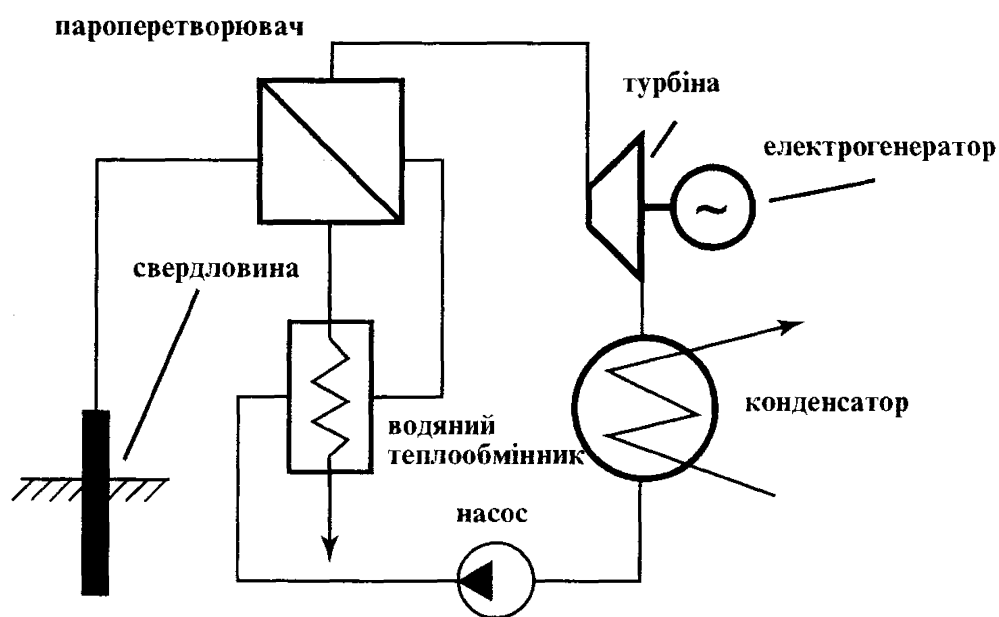 пароперетворювач
турбіна
електрогенератор
~
свердловина
конденсатор
водяний
теплообмінник
насос